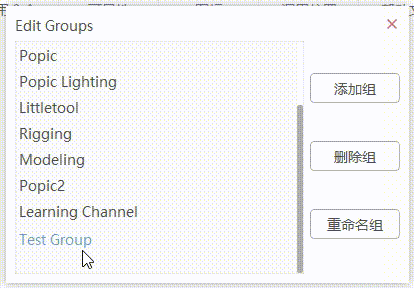 Edit Groups
Popic
Popic Lighting
Littletool
Rigging
Modeling
Popic2
Learning Channel
Test Group
添加组
删除组
重命名组